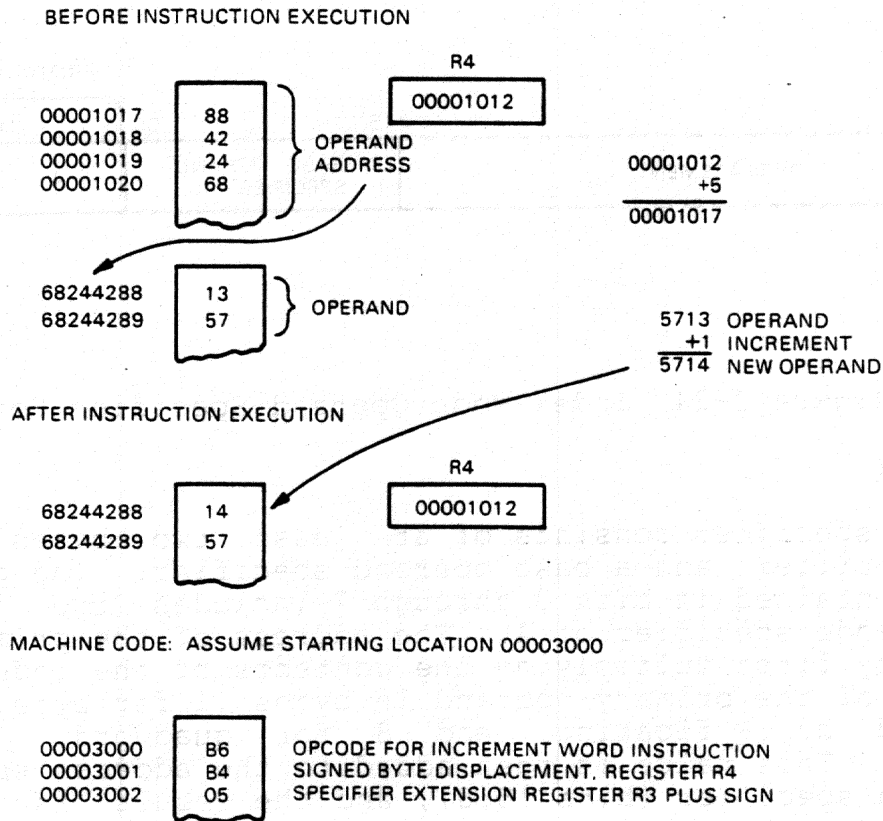 BEFORE INSTRUCTION EXECUTION
R4
00001012
00001017 88
00001018 42
00001019 24
00001020 68
OPERAND
ADDRESS
00001012
+5
00001017
68244288 13
68244289 57
OPERAND
5713 OPERAND
+1 INCREMENT
5714 NEW OPERAND
AFTER INSTRUCTION EXECUTION
R4
00001012
68244288 14
68244289 57
MACHINE CODE: ASSUME STARTING LOCATION 00003000
00003000 B6 OPCODE FOR INCREMENT WORD INSTRUCTION
00003001 B4 SIGNED BYTE DISPLACEMENT, REGISTER R4
00003002 05 SPECIFIER EXTENSION REGISTER R3 PLUS SIGN